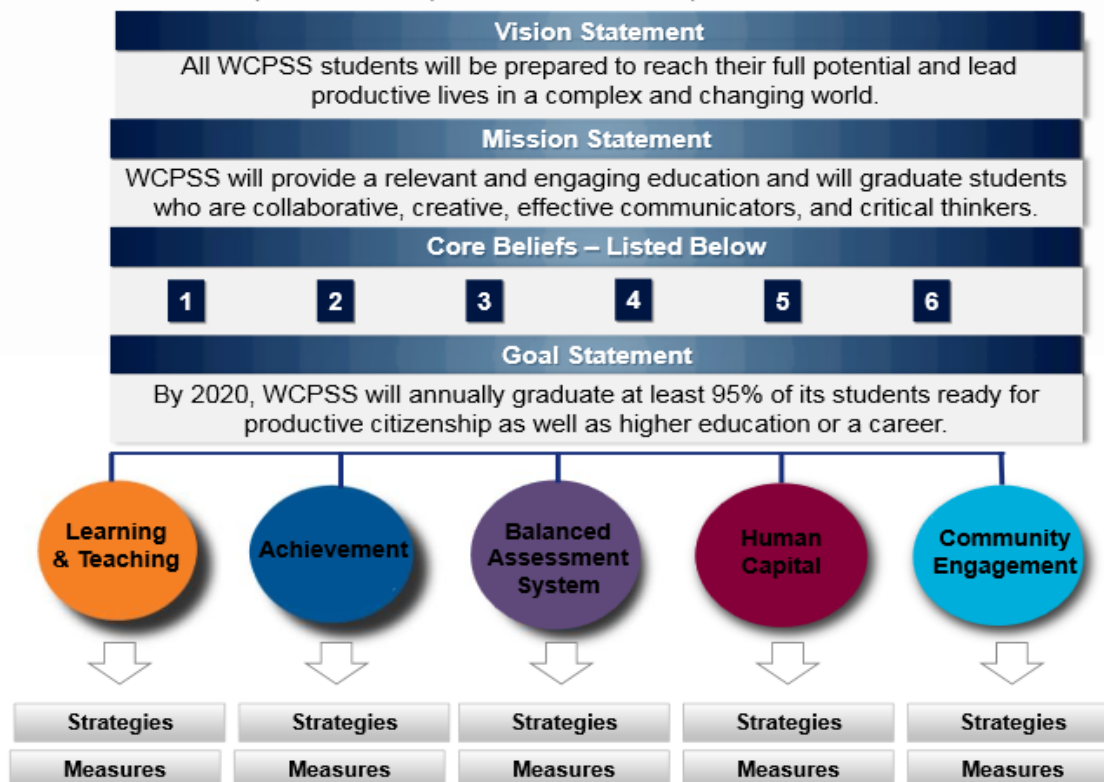 Vision Statement
All WCPSS students will be prepared to reach their full potential and lead
productive lives in a complex and changing world.
Mission Statement
WCPSS will provide a relevant and engaging education and will graduate students
who are collaborative, creative, effective communicators, and critical thinkers.
Core Beliefs – Listed Below
1 2 3 4 5 6
Goal Statement
By 2020, WCPSS will annually graduate at least 95% of its students ready for
productive citizenship as well as higher education or a career.
Learning
& Teaching
Achievement
Balanced
Assessment
System
Human
Capital
Community
Engagement
Strategies Strategies Strategies Strategies Strategies
Measures Measures Measures Measures Measures